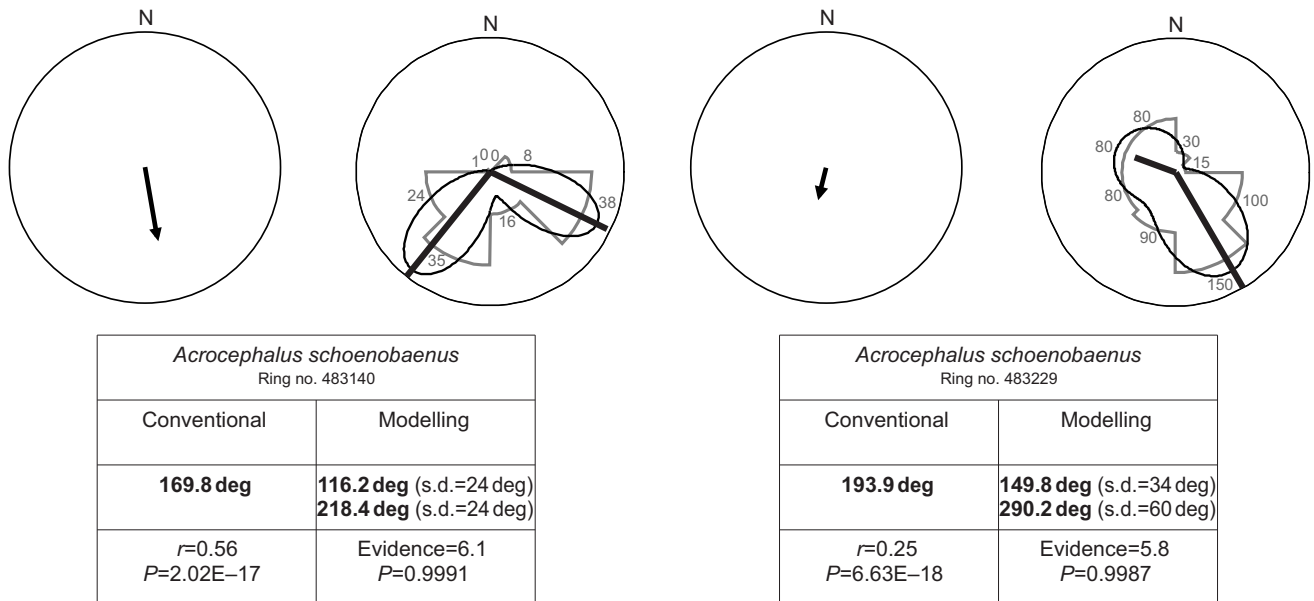 N
N
N
N
1 0 0 8
24
38
16
35
80
30
80
15
80
100
90
150
Acrocephalus schoenobaenus
Ring no. 483140
Conventional Modelling
169.8 deg 116.2 deg (s.d.=24 deg)
218.4 deg (s.d.=24 deg)
r=0.56 Evidence=6.1
P=2.02E–17 P=0.9991
Acrocephalus schoenobaenus
Ring no. 483229
Conventional Modelling
193.9 deg 149.8 deg (s.d.=34 deg)
290.2 deg (s.d.=60 deg)
r=0.25 Evidence=5.8
P=6.63E–18 P=0.9987